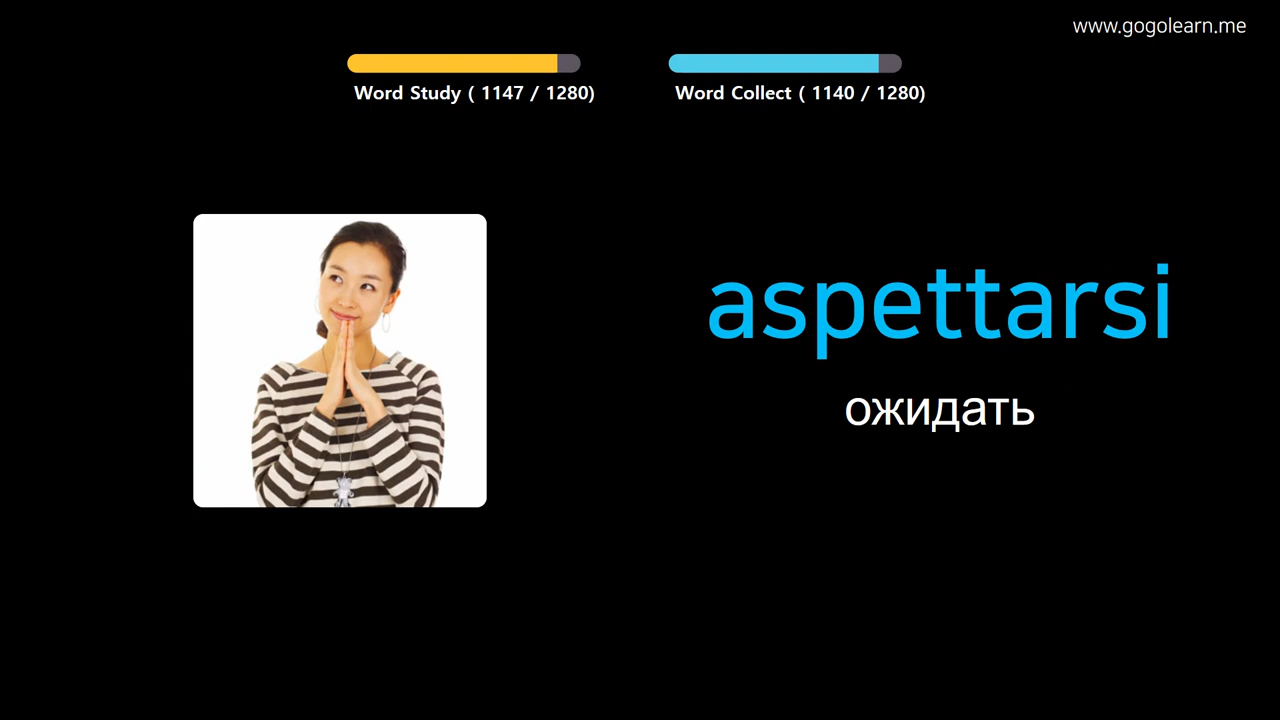 www.gogolearn.me
Word Study ( 1147 / 1280)
Word Collect ( 1140 / 1280)
aspettarsi
ожидать